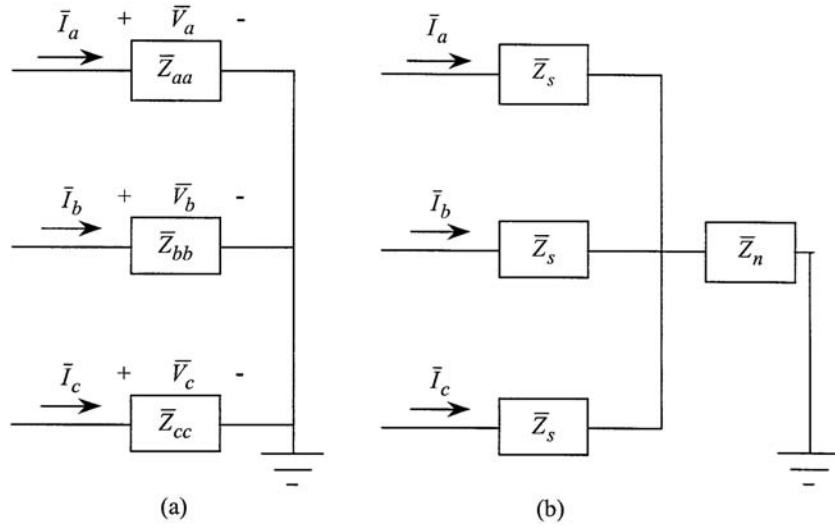 Ī_a + V̄_a -
Z̄_aa
Ī_b + V̄_b -
Z̄_bb
Ī_c + V̄_c -
Z̄_cc
(a)
Ī_a
Z̄_s
Ī_b
Z̄_s
Z̄_n
Ī_c
Z̄_s
(b)